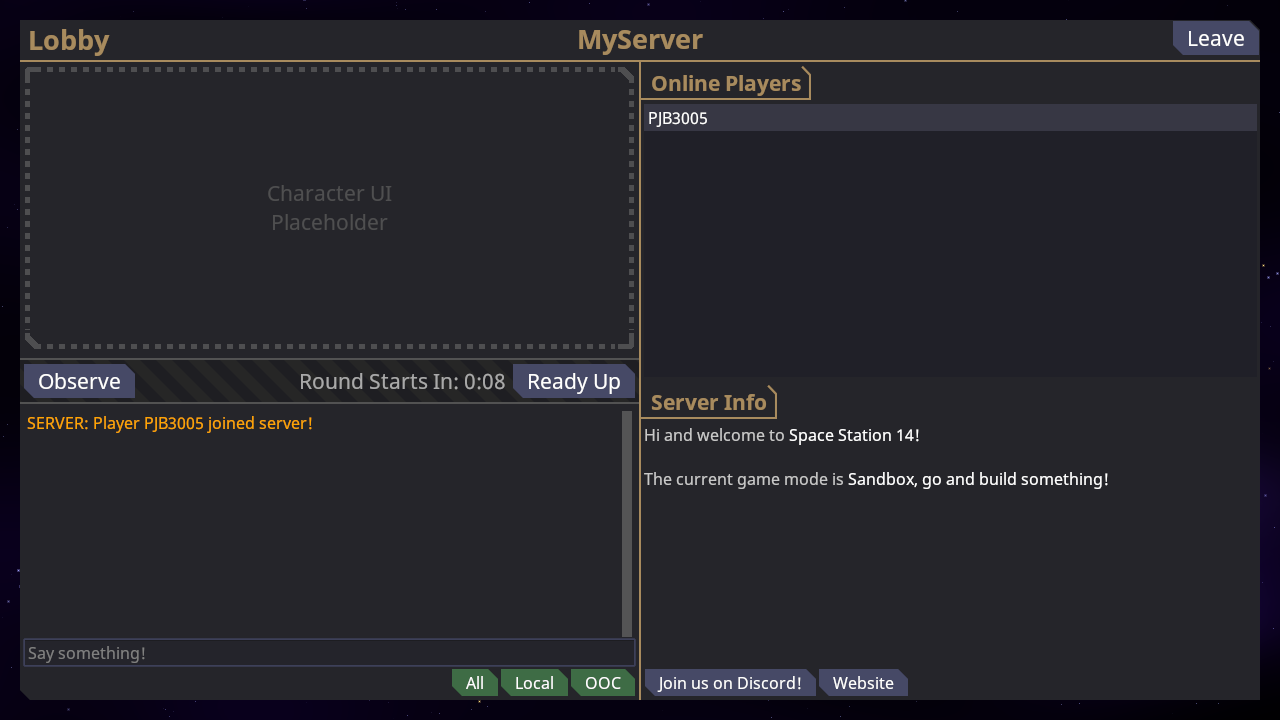 Lobby
MyServer
Leave
Character UI
Placeholder
Observe
Round Starts In: 0:08
Ready Up
SERVER: Player PJB3005 joined server!
Say something!
All
Local
OOC
Online Players
PJB3005
Server Info
Hi and welcome to Space Station 14!
The current game mode is Sandbox, go and build something!
Join us on Discord!
Website